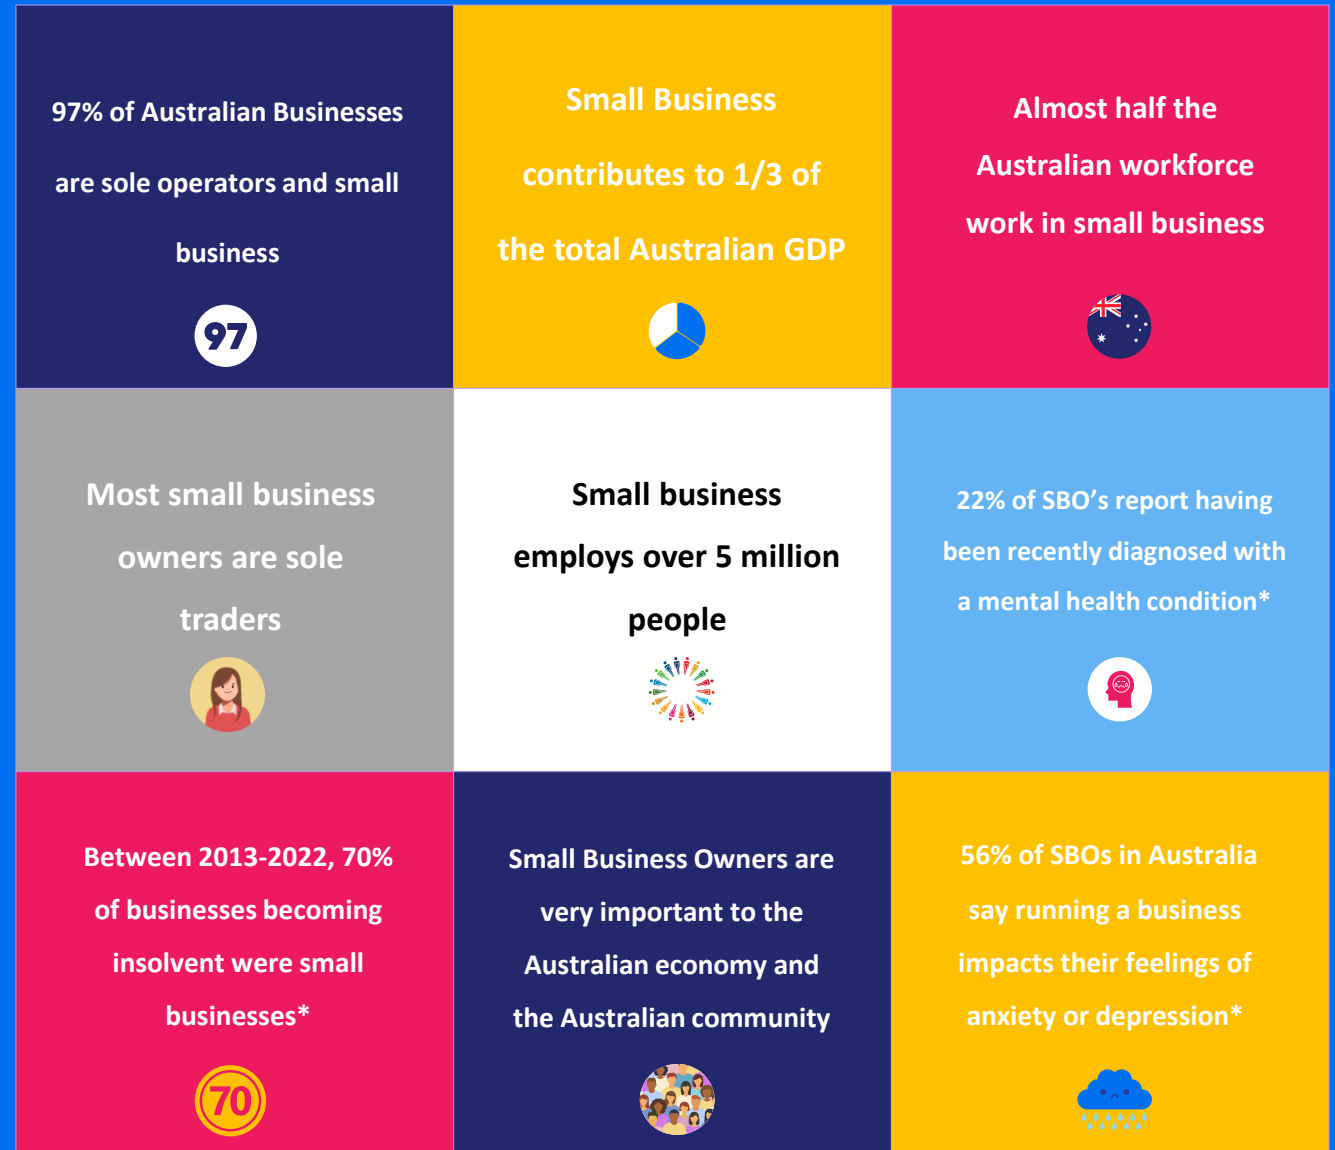 97% of Australian Businesses
are sole operators and small
business
97
Small Business
contributes to 1/3 of
the total Australian GDP
Almost half the
Australian workforce
work in small business
Most small business
owners are sole
traders
Small business
employs over 5 million
people
22% of SBO’s report having
been recently diagnosed with
a mental health condition*
Between 2013-2022, 70%
of businesses becoming
insolvent were small
businesses*
70
Small Business Owners are
very important to the
Australian economy and
the Australian community
56% of SBOs in Australia
say running a business
impacts their feelings of
anxiety or depression*